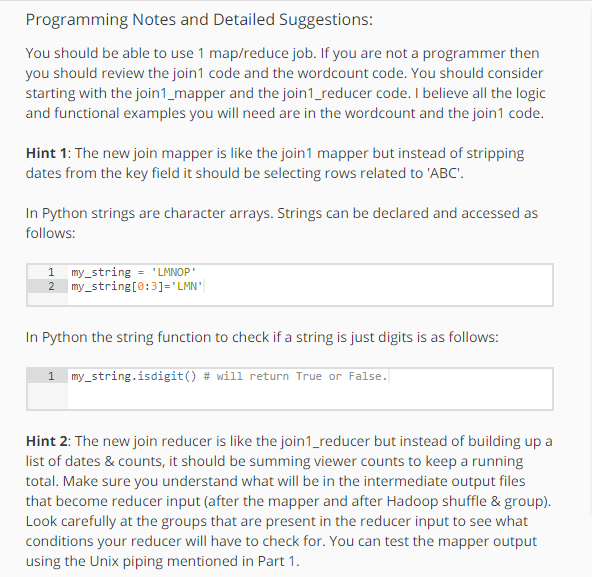 Programming Notes and Detailed Suggestions:
You should be able to use 1 map/reduce job. If you are not a programmer then
you should review the join1 code and the wordcount code. You should consider
starting with the join1_mapper and the join1_reducer code. I believe all the logic
and functional examples you will need are in the wordcount and the join1 code.
Hint 1: The new join mapper is like the join1 mapper but instead of stripping
dates from the key field it should be selecting rows related to 'ABC'.
In Python strings are character arrays. Strings can be declared and accessed as
follows:
1 my_string = 'LMNOP'
2 my_string[0:3]='LMN'
In Python the string function to check if a string is just digits is as follows:
1 my_string.isdigit() # will return True or False.
Hint 2: The new join reducer is like the join1_reducer but instead of building up a
list of dates & counts, it should be summing viewer counts to keep a running
total. Make sure you understand what will be in the intermediate output files
that become reducer input (after the mapper and after Hadoop shuffle & group).
Look carefully at the groups that are present in the reducer input to see what
conditions your reducer will have to check for. You can test the mapper output
using the Unix piping mentioned in Part 1.